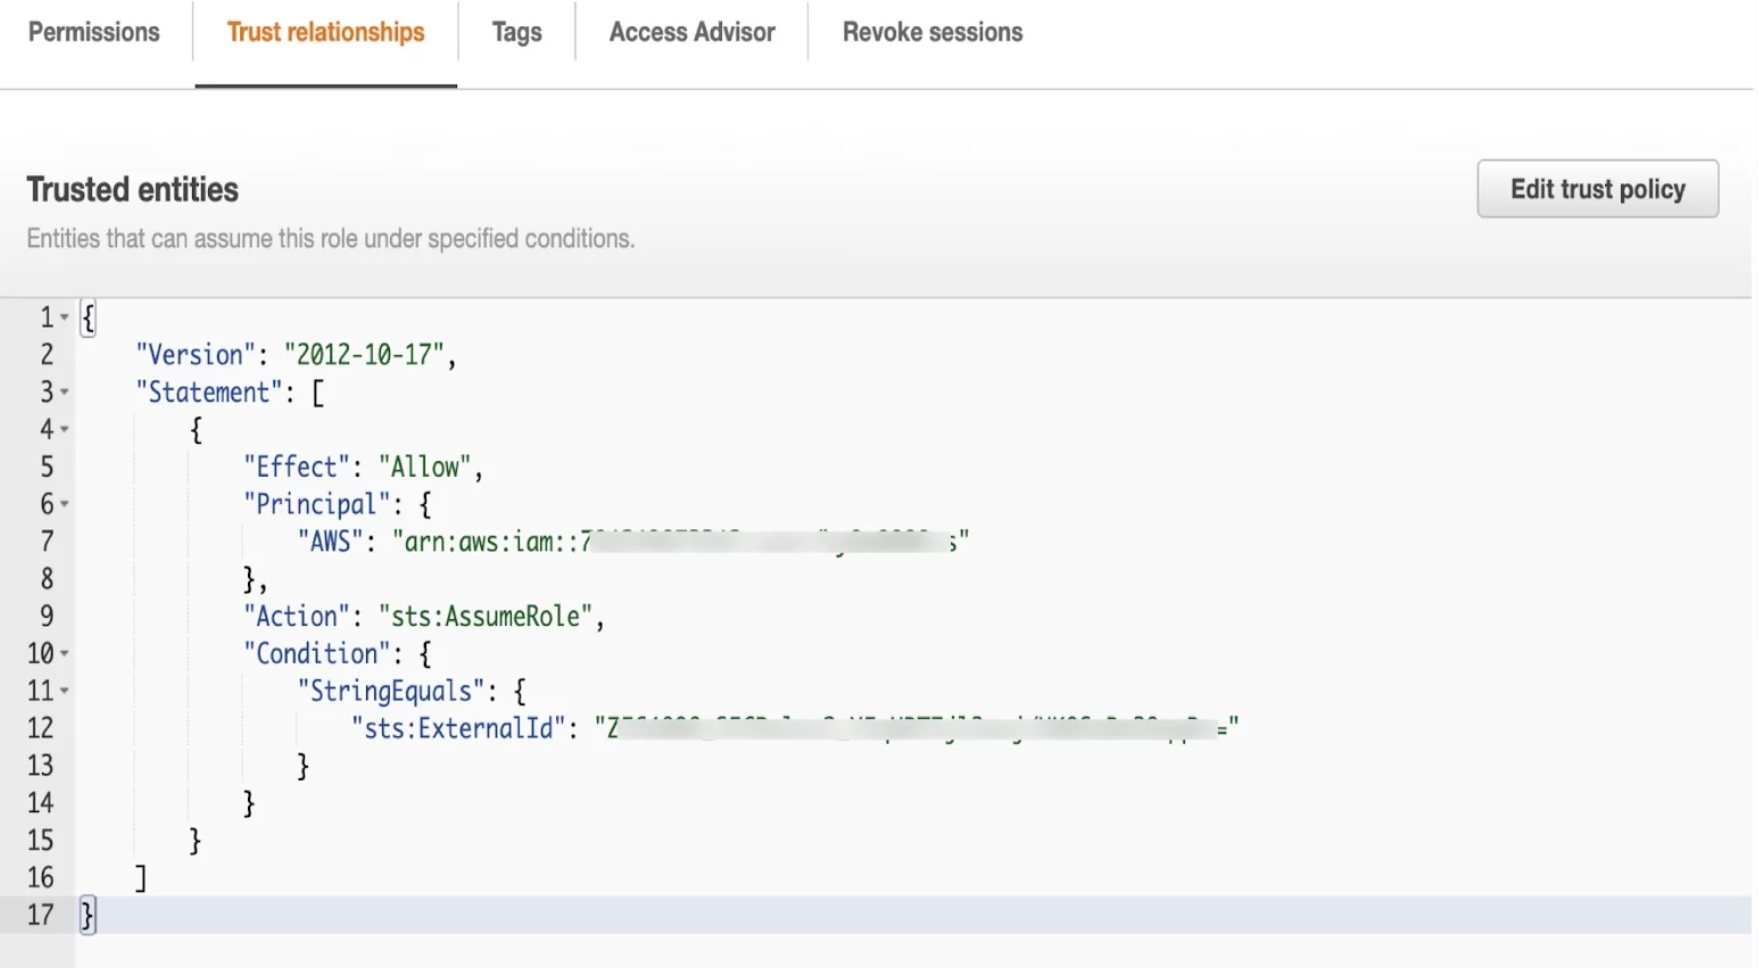 Permissions
Trust relationships
Tags
Access Advisor
Revoke sessions
Trusted entities
Edit trust policy
Entities that can assume this role under specified conditions.
1 {
2 "Version": "2012-10-17",
3 "Statement": [
4 {
5 "Effect": "Allow",
6 "Principal": {
7 "AWS": "arn:aws:iam::7 s"
8 },
9 "Action": "sts:AssumeRole",
10 "Condition": {
11 "StringEquals": {
12 "sts:ExternalId": "Z ="
13 }
14 }
15 }
16 ]
17 }